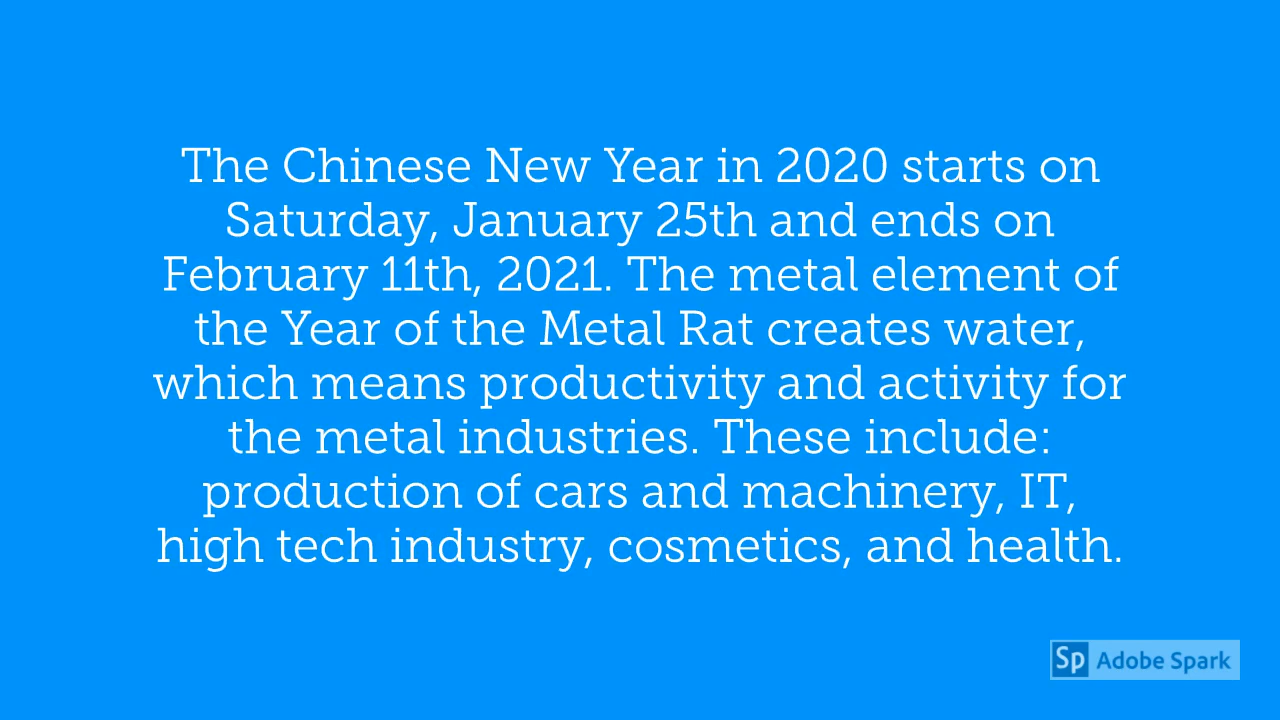 The Chinese New Year in 2020 starts on
Saturday, January 25th and ends on
February 11th, 2021. The metal element of
the Year of the Metal Rat creates water,
which means productivity and activity for
the metal industries. These include:
production of cars and machinery, IT,
high tech industry, cosmetics, and health.
Sp Adobe Spark